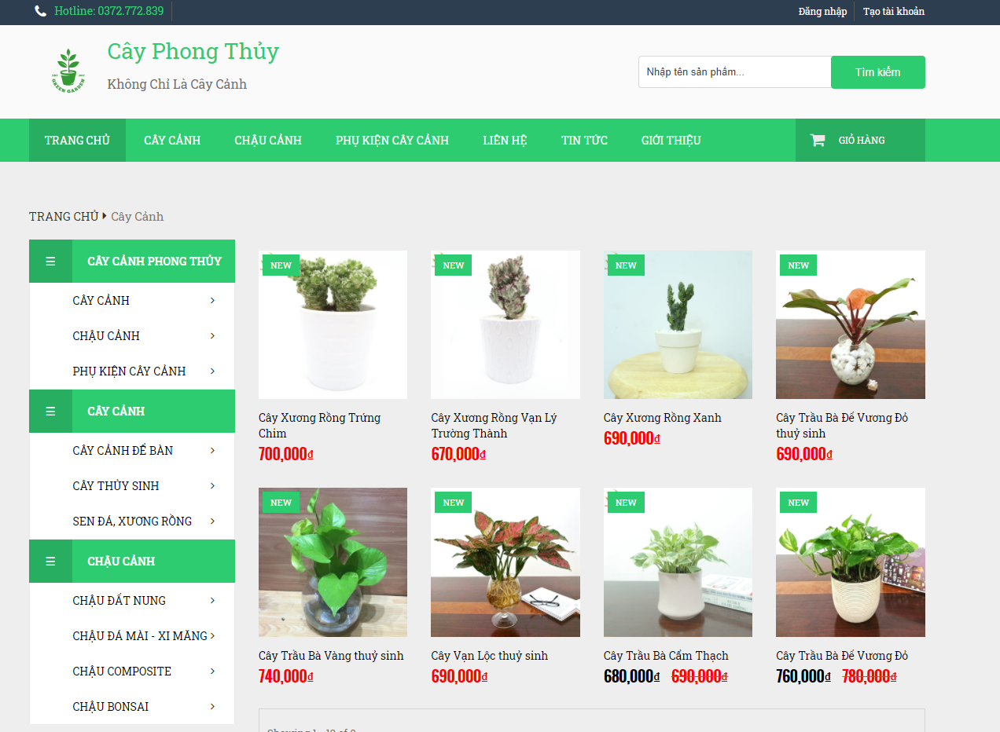 Hotline: 0372.772.839
Đăng nhập
Tạo tài khoản
GREEN GARDEN
Cây Phong Thủy
Không Chỉ Là Cây Cảnh
Nhập tên sản phẩm...
Tìm kiếm
TRANG CHỦ
CÂY CẢNH
CHẬU CẢNH
PHỤ KIỆN CÂY CẢNH
LIÊN HỆ
TIN TỨC
GIỚI THIỆU
GIỎ HÀNG
TRANG CHỦ
Cây Cảnh
CÂY CẢNH PHONG THỦY
CÂY CẢNH
CHẬU CẢNH
PHỤ KIỆN CÂY CẢNH
CÂY CẢNH
CÂY CẢNH ĐỂ BÀN
CÂY THỦY SINH
SEN ĐÁ, XƯƠNG RỒNG
CHẬU CẢNH
CHẬU ĐẤT NUNG
CHẬU ĐÁ MÀI - XI MĂNG
CHẬU COMPOSITE
CHẬU BONSAI
NEW
Cây Xương Rồng Trứng
Chim
700,000₫
NEW
Cây Xương Rồng Vạn Lý
Trường Thành
670,000₫
NEW
Cây Xương Rồng Xanh
690,000₫
NEW
Cây Trầu Bà Đế Vương Đỏ
thuỷ sinh
690,000₫
NEW
Cây Trầu Bà Vàng thuỷ sinh
740,000₫
NEW
Cây Vạn Lộc thuỷ sinh
690,000₫
NEW
Cây Trầu Bà Cẩm Thạch
680,000₫ 690,000₫
NEW
Cây Trầu Bà Đế Vương Đỏ
760,000₫ 780,000₫